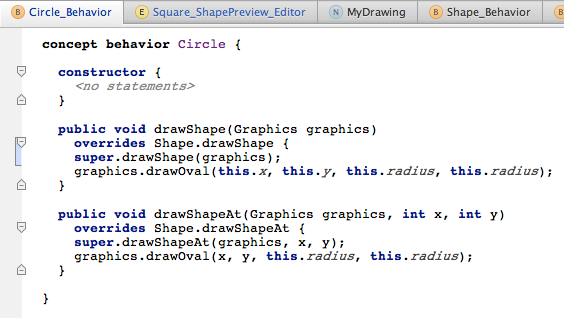 B Circle_Behavior E Square_ShapePreview_Editor N MyDrawing B Shape_Behavior B
concept behavior Circle {
constructor {
<no statements>
}
public void drawShape(Graphics graphics)
overrides Shape.drawShape {
super.drawShape(graphics);
graphics.drawOval(this.x, this.y, this.radius, this.radius);
}
public void drawShapeAt(Graphics graphics, int x, int y)
overrides Shape.drawShapeAt {
super.drawShapeAt(graphics, x, y);
graphics.drawOval(x, y, this.radius, this.radius);
}
}